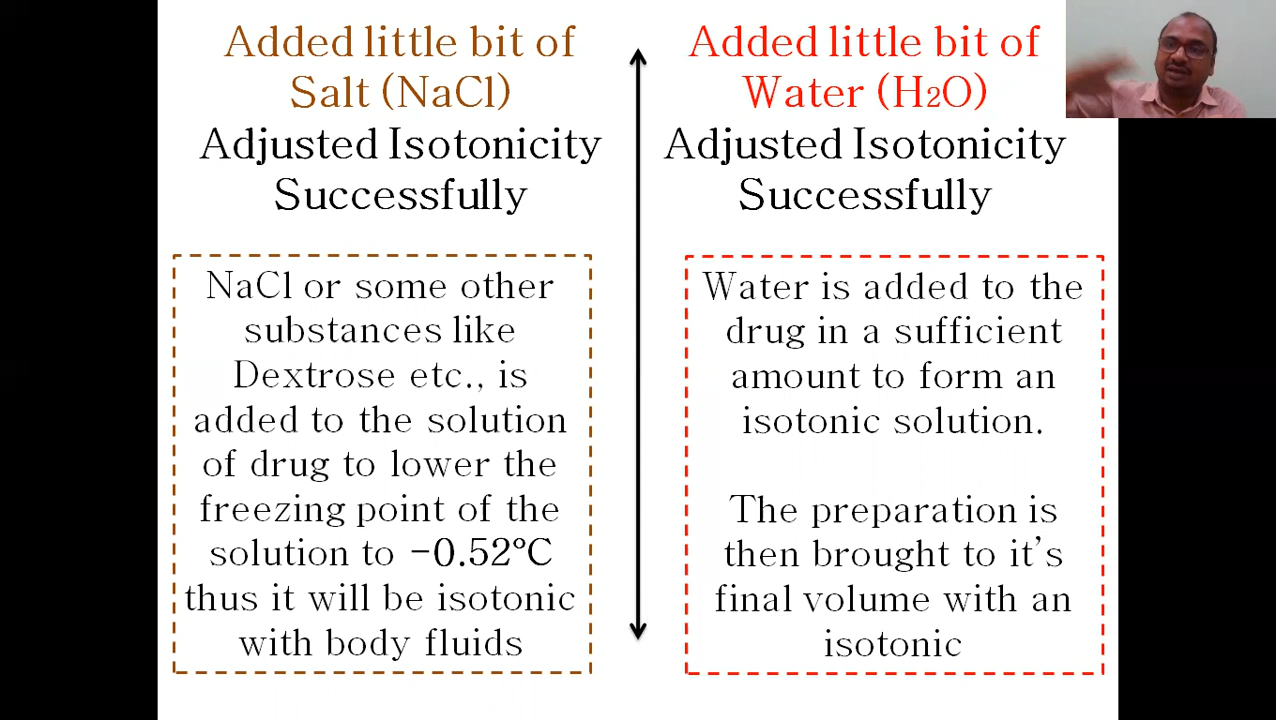 Added little bit of
Salt (NaCl)
Adjusted Isotonicity
Successfully
NaCl or some other
substances like
Dextrose etc., is
added to the solution
of drug to lower the
freezing point of the
solution to -0.52°C
thus it will be isotonic
with body fluids
Added little bit of
Water (H2O)
Adjusted Isotonicity
Successfully
Water is added to the
drug in a sufficient
amount to form an
isotonic solution.
The preparation is
then brought to it's
final volume with an
isotonic